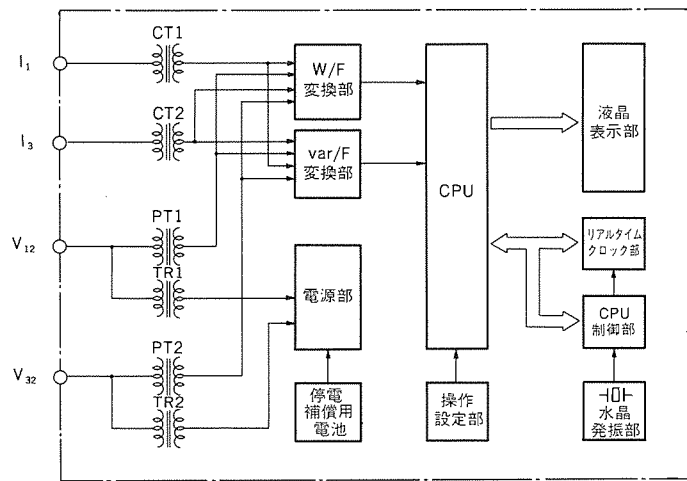 CT1
I₁
W/F
変換部
CT2
I₃
var/F
変換部
CPU
液晶
表示部
PT1
V₁₂
TR1
電源部
リアルタイム
クロック部
CPU
制御部
PT2
V₃₂
TR2
停電
補償用
電池
操作
設定部
水晶
発振部